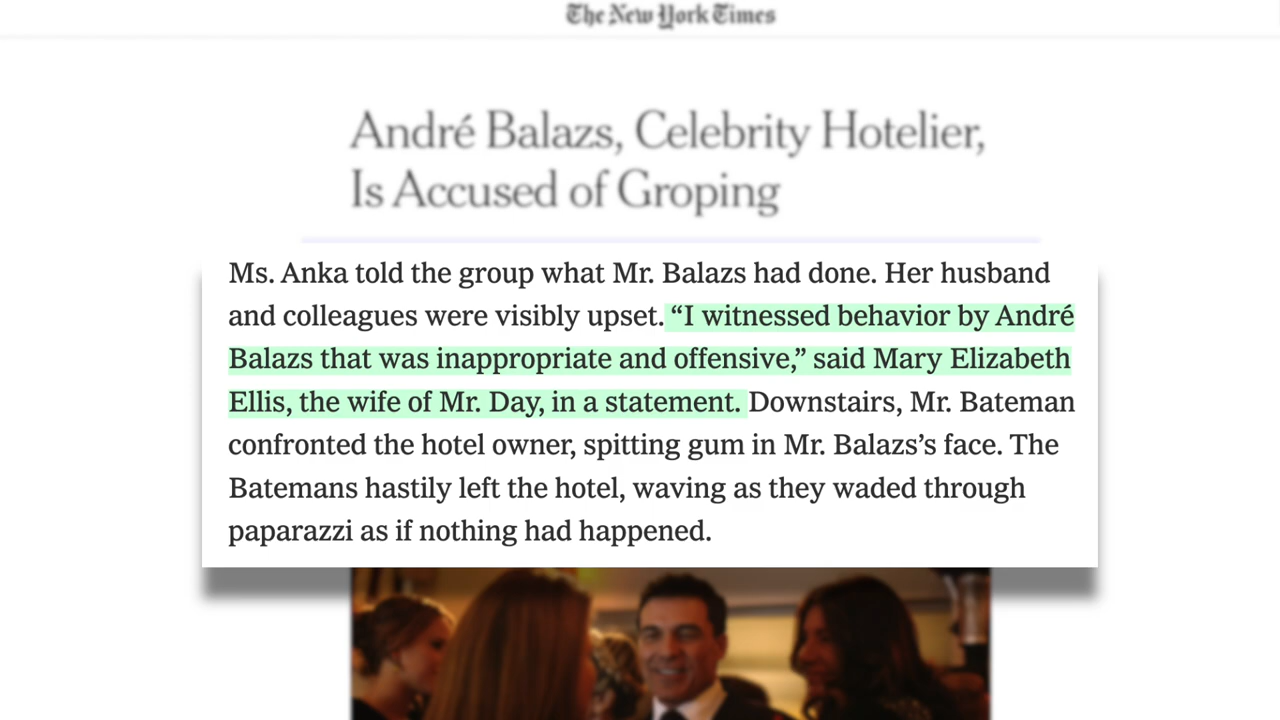 The New York Times
André Balazs, Celebrity Hotelier,
Is Accused of Groping
Ms. Anka told the group what Mr. Balazs had done. Her husband
and colleagues were visibly upset. “I witnessed behavior by André
Balazs that was inappropriate and offensive,” said Mary Elizabeth
Ellis, the wife of Mr. Day, in a statement. Downstairs, Mr. Bateman
confronted the hotel owner, spitting gum in Mr. Balazs’s face. The
Batemans hastily left the hotel, waving as they waded through
paparazzi as if nothing had happened.